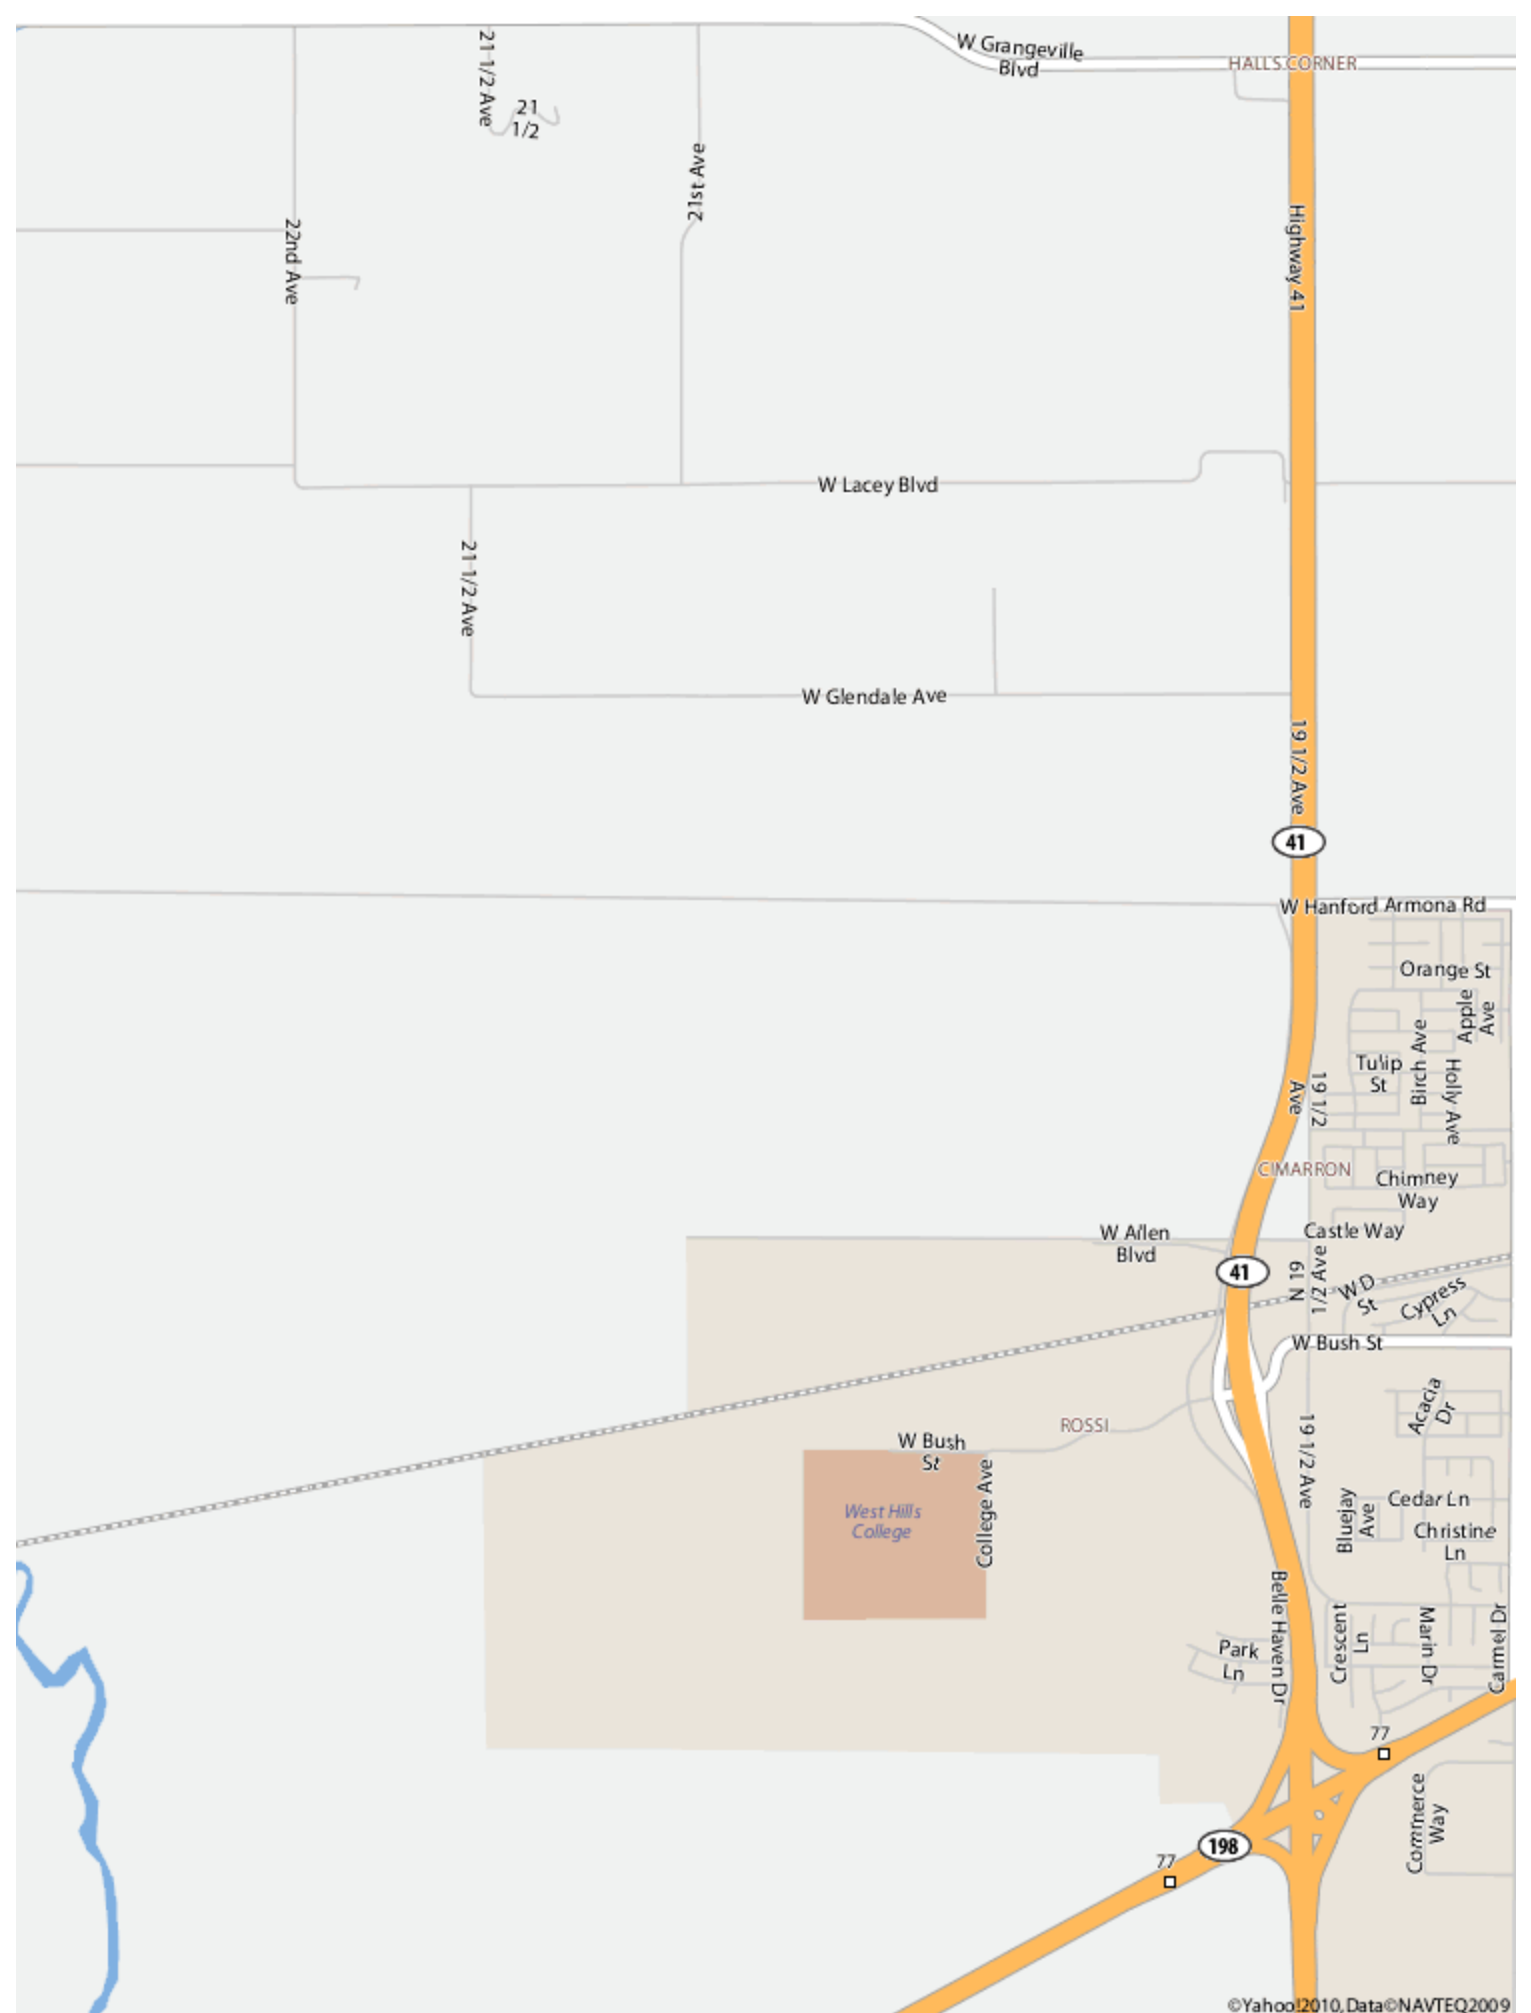 W Grangeville
Blvd
HALLS CORNER
21 1/2 Ave
21
1/2
21st Ave
22nd Ave
Highway 41
W Lacey Blvd
21 1/2 Ave
W Glendale Ave
19 1/2 Ave
41
W Hanford Armona Rd
Orange St
Apple
Ave
Birch Ave
Tulip
St
Holly Ave
19 1/2
Ave
CIMARRON
Chimney
Way
W Allen
Blvd
Castle Way
41
N 19
1/2 Ave
W D
St
Cypress
Ln
W Bush St
Acacia
Dr
ROSSI
W Bush
St
College Ave
19 1/2 Ave
West Hills
College
Bluejay
Ave
Cedar Ln
Christine
Ln
Belle Haven Dr
Park
Ln
Crescent
Ln
Marin Dr
Carmel Dr
77
Commerce
Way
198
77
©Yahoo!2010, Data©NAVTEQ2009